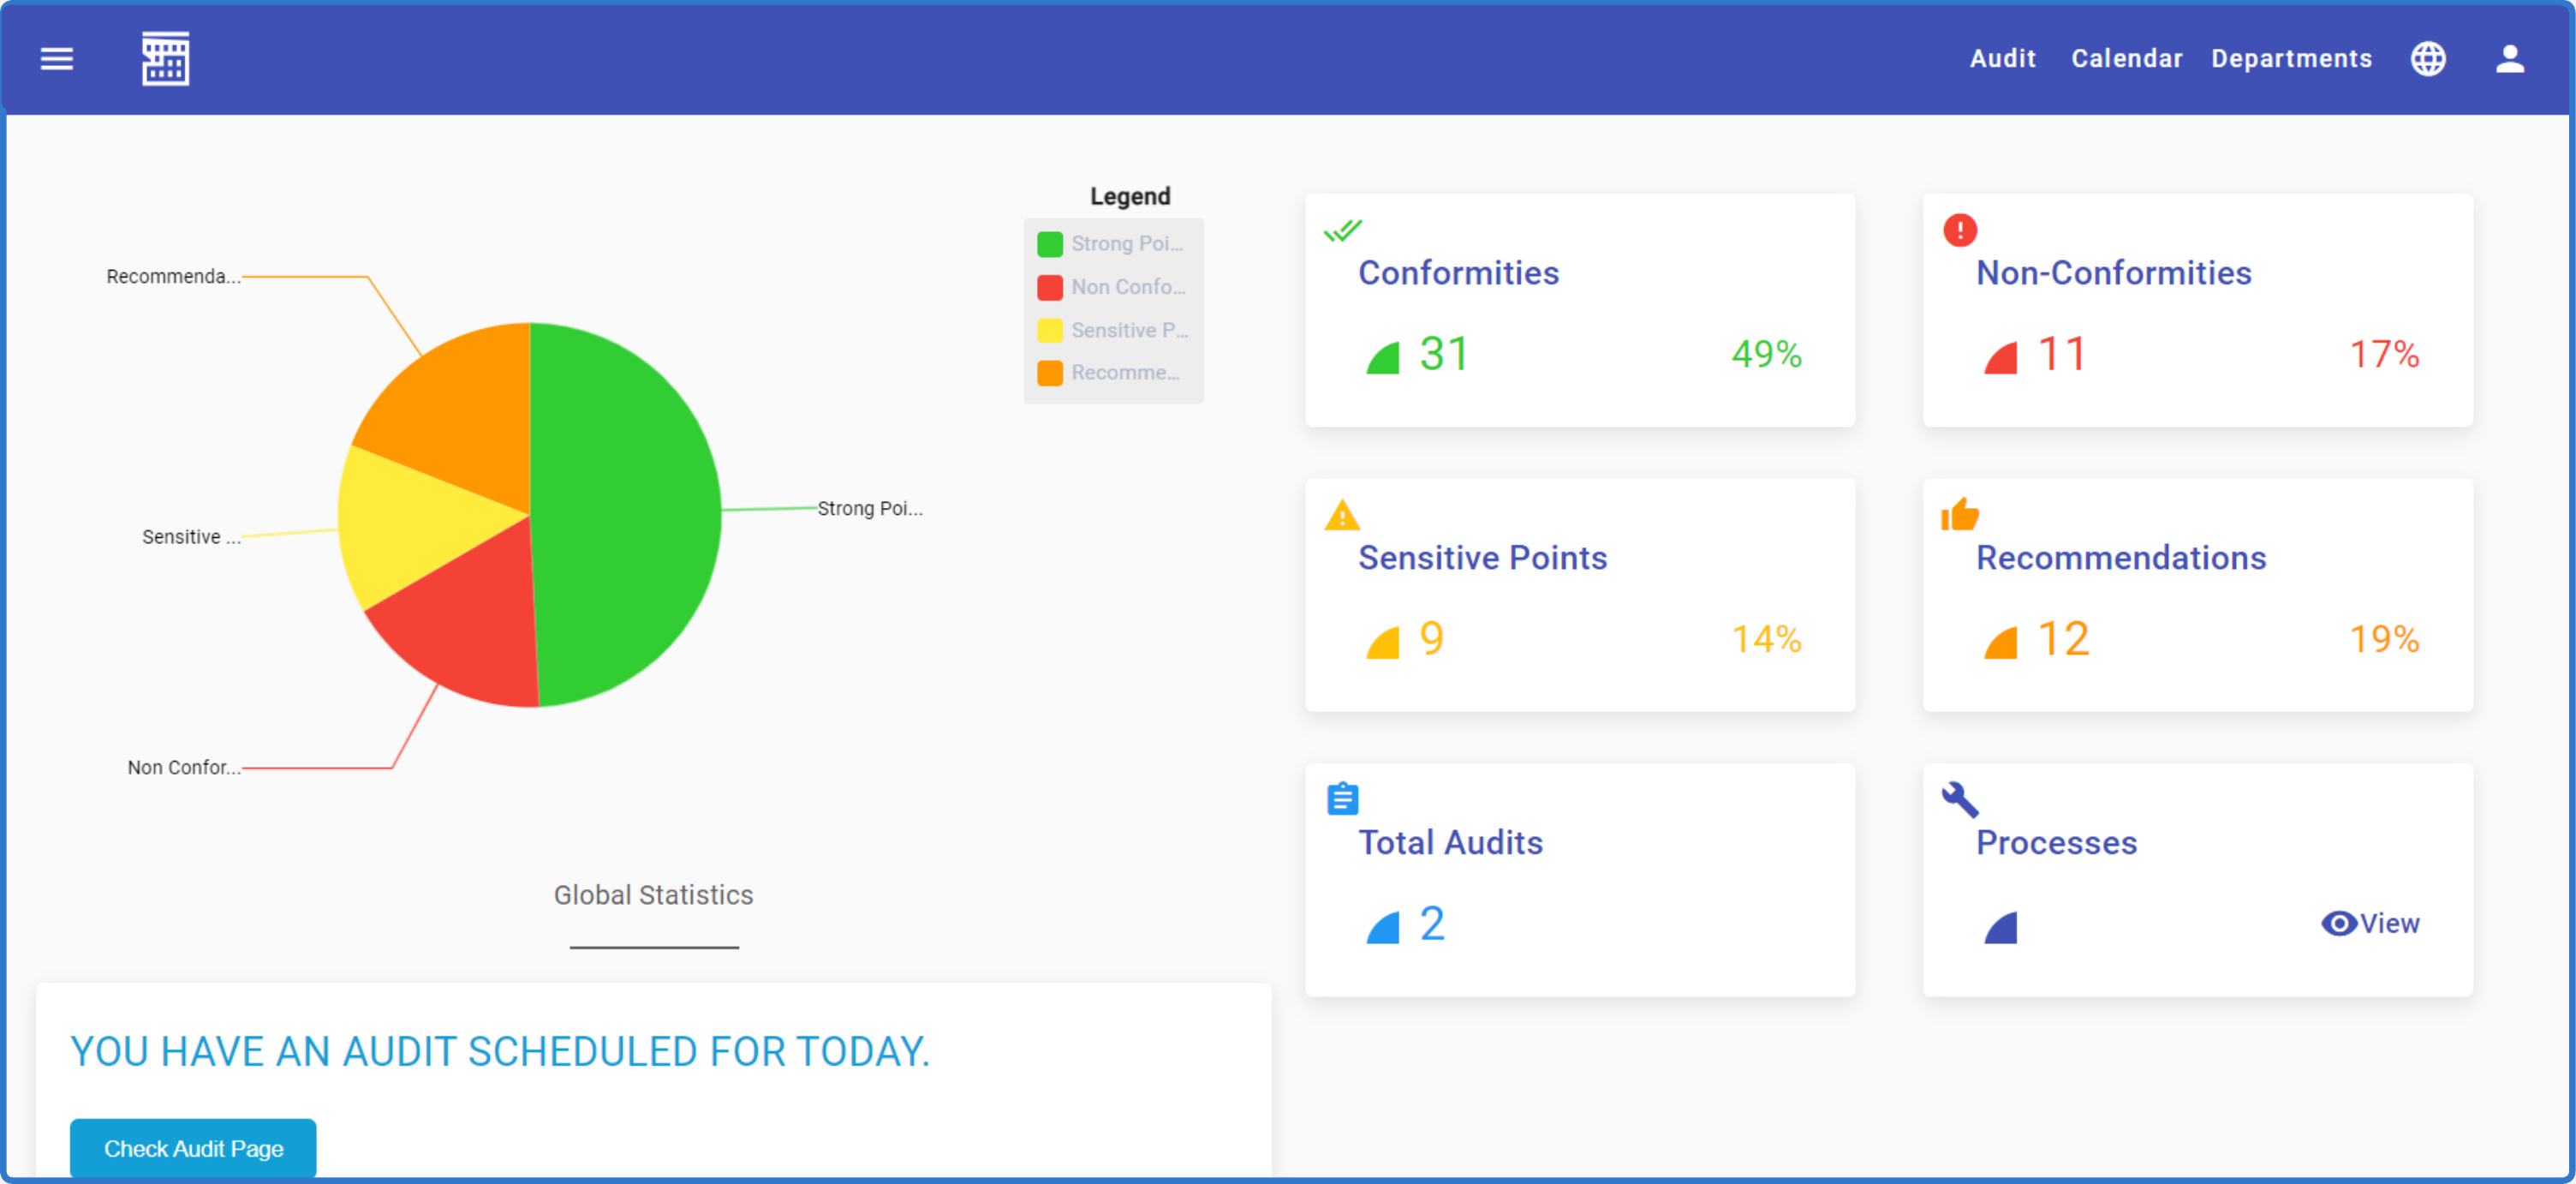 Audit Calendar Departments
Legend
Strong Poi...
Non Confo...
Sensitive P...
Recomme...
Recommenda...
Strong Poi...
Sensitive ...
Non Confor...
Global Statistics
YOU HAVE AN AUDIT SCHEDULED FOR TODAY.
Check Audit Page
Conformities
31 49%
Non-Conformities
11 17%
Sensitive Points
9 14%
Recommendations
12 19%
Total Audits
2
Processes
View